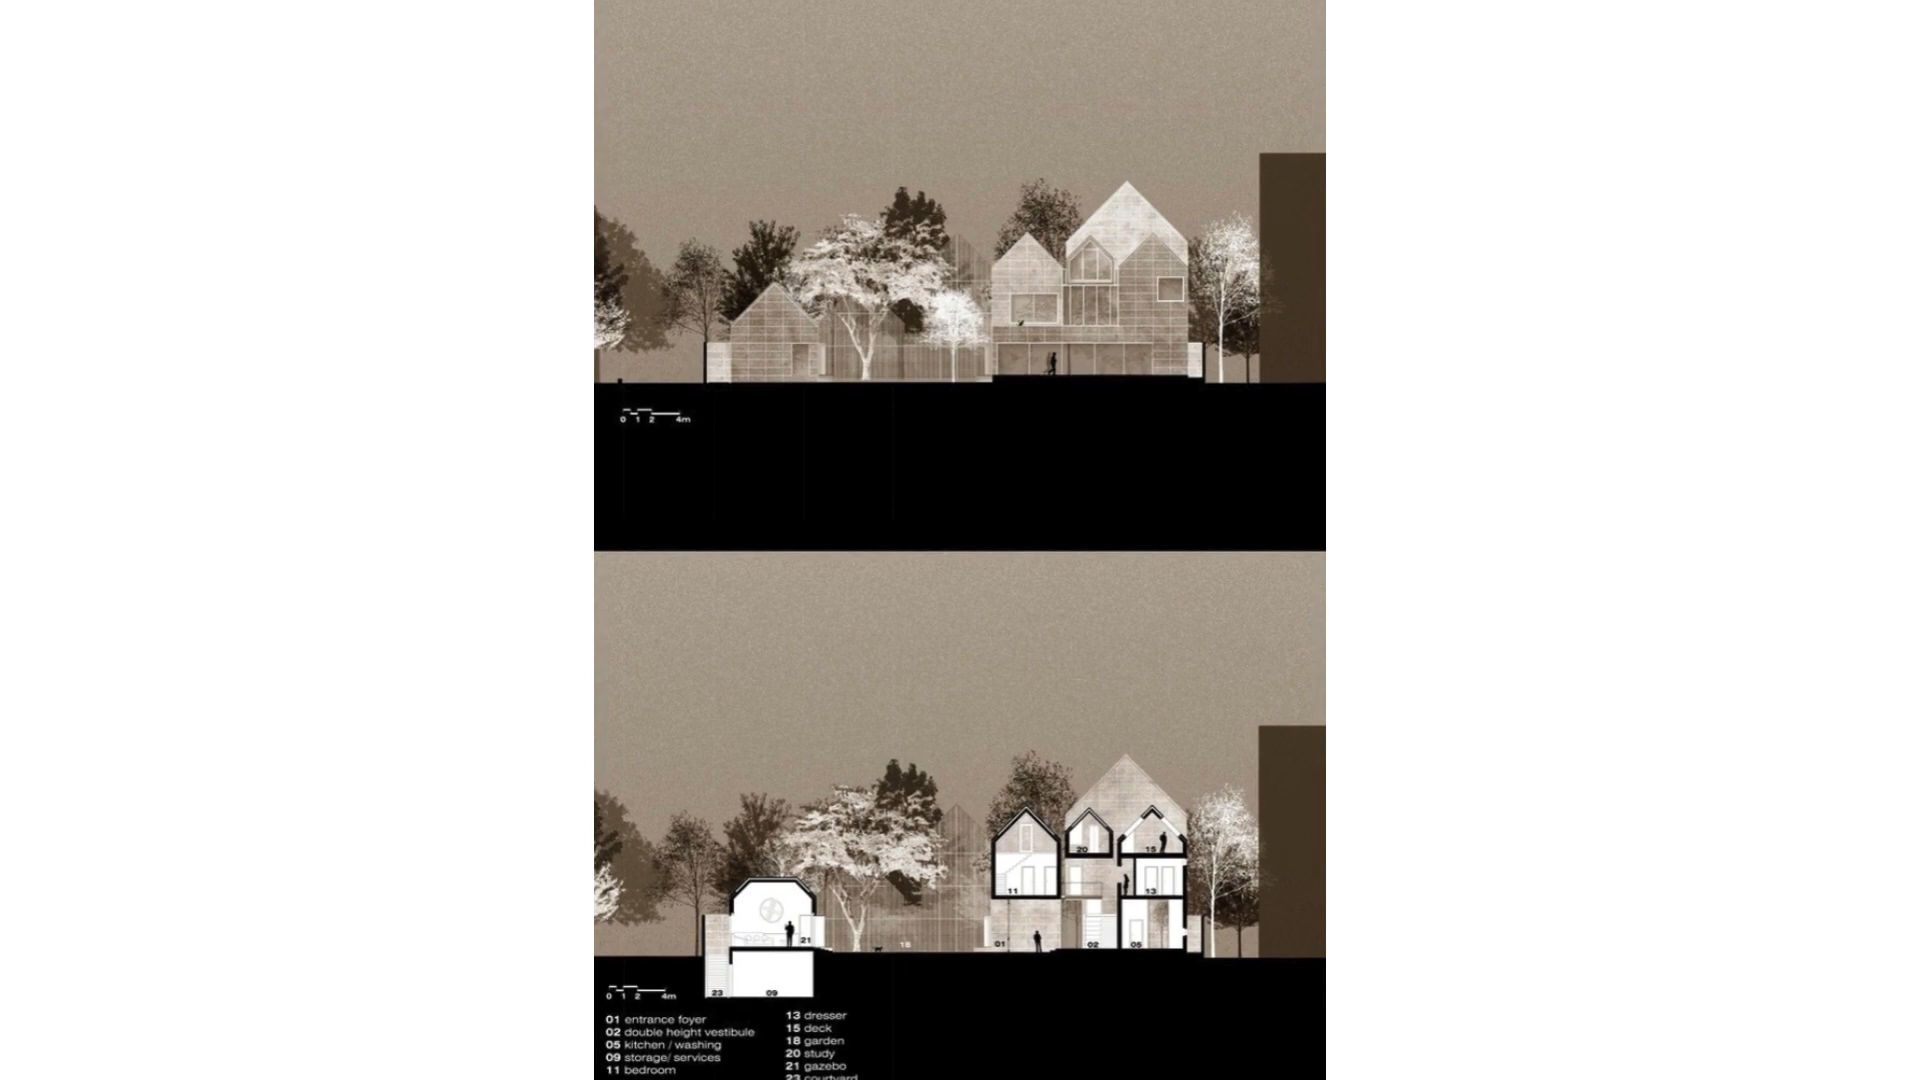 0 1 2 4m
20 15
11 13
21 18 01 02 05
23 09
0 1 2 4m
01 entrance foyer
02 double height vestibule
05 kitchen / washing
09 storage/ services
11 bedroom
13 dresser
15 deck
18 garden
20 study
21 gazebo
23 courtyard